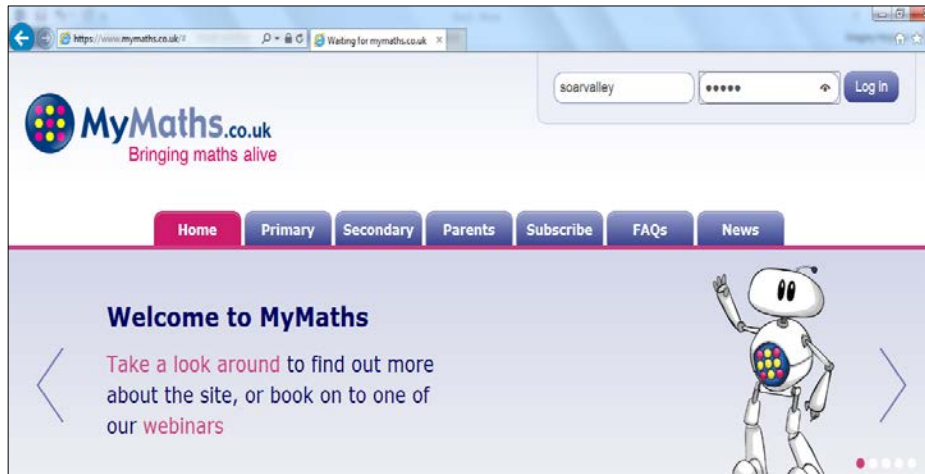 https://www.mymaths.co.uk/#
Waiting for mymaths.co.uk
soarvalley
•••••
Log In
MyMaths.co.uk
Bringing maths alive
Home
Primary
Secondary
Parents
Subscribe
FAQs
News
Welcome to MyMaths
Take a look around to find out more
about the site, or book on to one of
our webinars